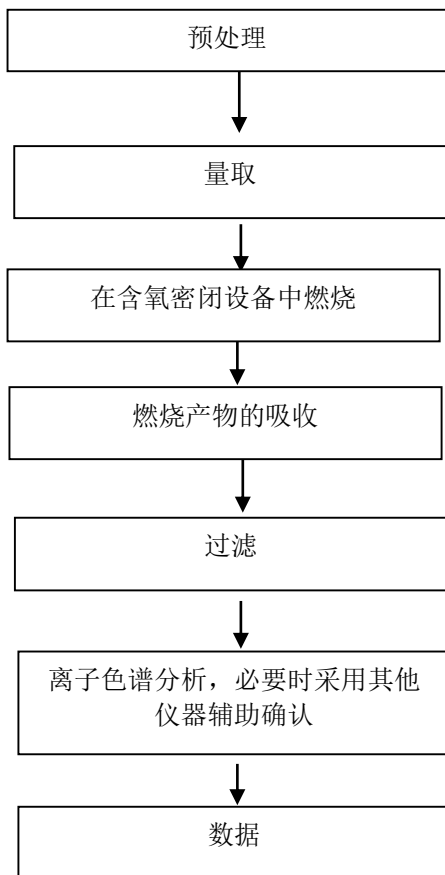 预处理
量取
在含氧密闭设备中燃烧
燃烧产物的吸收
过滤
离子色谱分析，必要时采用其他
仪器辅助确认
数据